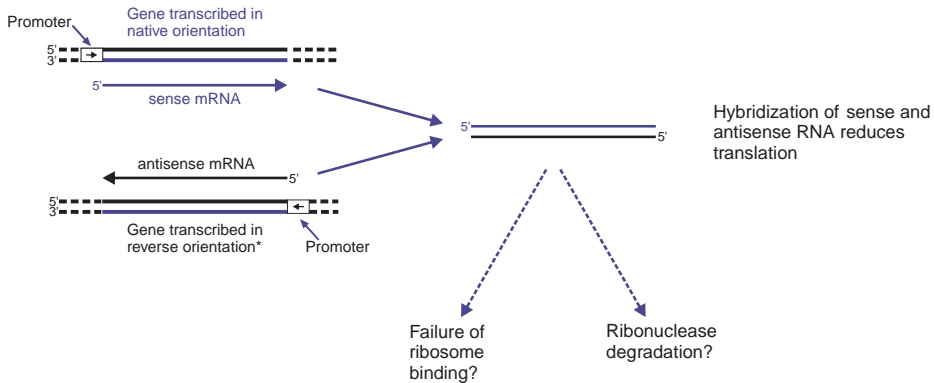 Gene transcribed in
native orientation
Promoter
5'
3'
5'
sense mRNA
5'
5'
Hybridization of sense and
antisense RNA reduces
translation
antisense mRNA
5'
5'
3'
Gene transcribed in
reverse orientation*
Promoter
Failure of
ribosome
binding?
Ribonuclease
degradation?